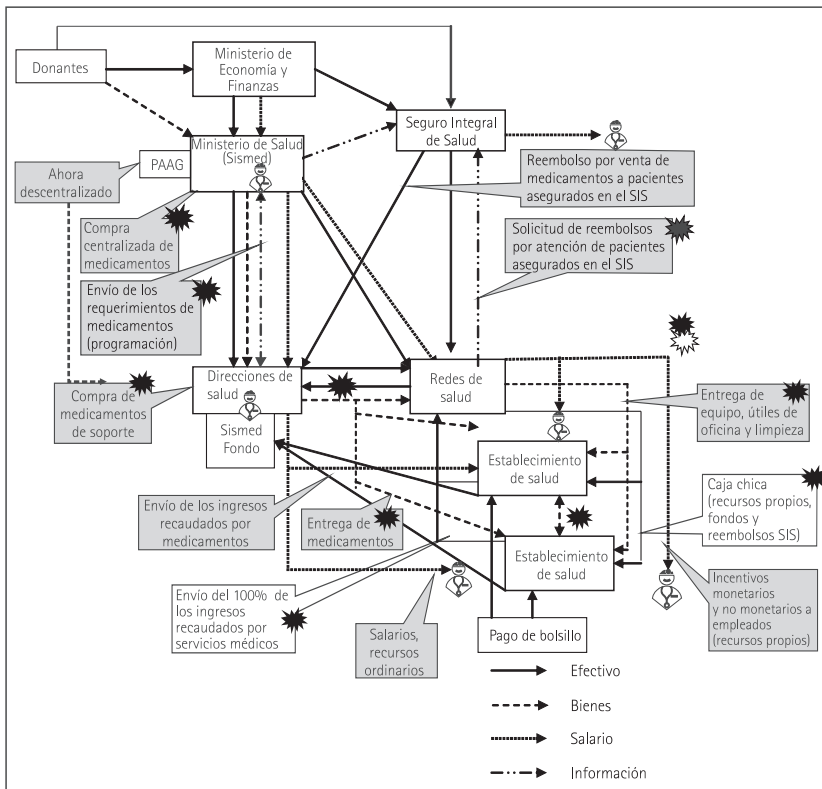 Donantes
Ministerio de
Economía y
Finanzas
Seguro Integral
de Salud
Ministerio de Salud
(Sismed)
PAAG
Ahora
descentralizado
Reembolso por venta de
medicamentos a pacientes
asegurados en el SIS
Compra
centralizada de
medicamentos
Solicitud de reembolsos
por atención de pacientes
asegurados en el SIS
Envío de los
requerimientos de
medicamentos
(programación)
Compra de
medicamentos
de soporte
Direcciones de
salud
Sismed
Fondo
Redes de
salud
Entrega de
equipo, útiles de
oficina y limpieza
Establecimiento
de salud
Envío de los ingresos
recaudados por
medicamentos
Entrega de
medicamentos
Caja chica
(recursos propios,
fondos y
reembolsos SIS)
Establecimiento
de salud
Envío del 100% de
los ingresos
recaudados por
servicios médicos
Salarios,
recursos
ordinarios
Pago de bolsillo
Incentivos
monetarios
y no monetarios a
empleados
(recursos propios)
Efectivo
Bienes
Salario
Información